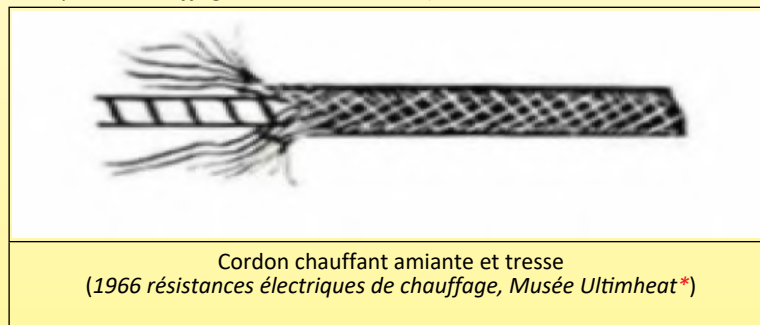 Cordon chauffant amiante et tresse
(1966 résistances électriques de chauffage, Musée Ultimheat*)